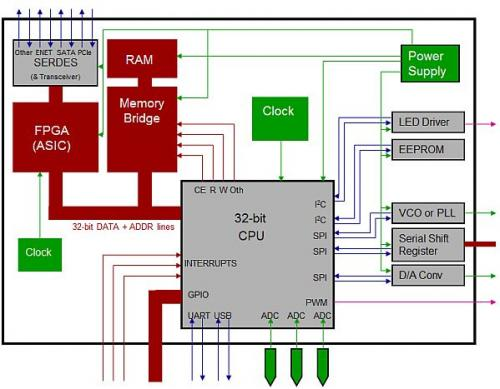 Other ENET SATA PCIe
SERDES
(& Transceiver)
RAM
Power
Supply
FPGA
(ASIC)
Memory
Bridge
Clock
LED Driver
EEPROM
CE R W Oth
32-bit
CPU
I²C
I²C
SPI
SPI
SPI
VCO or PLL
32-bit DATA + ADDR lines
Serial Shift
Register
Clock
INTERRUPTS
D/A Conv
GPIO
PWM
UART USB
ADC ADC ADC